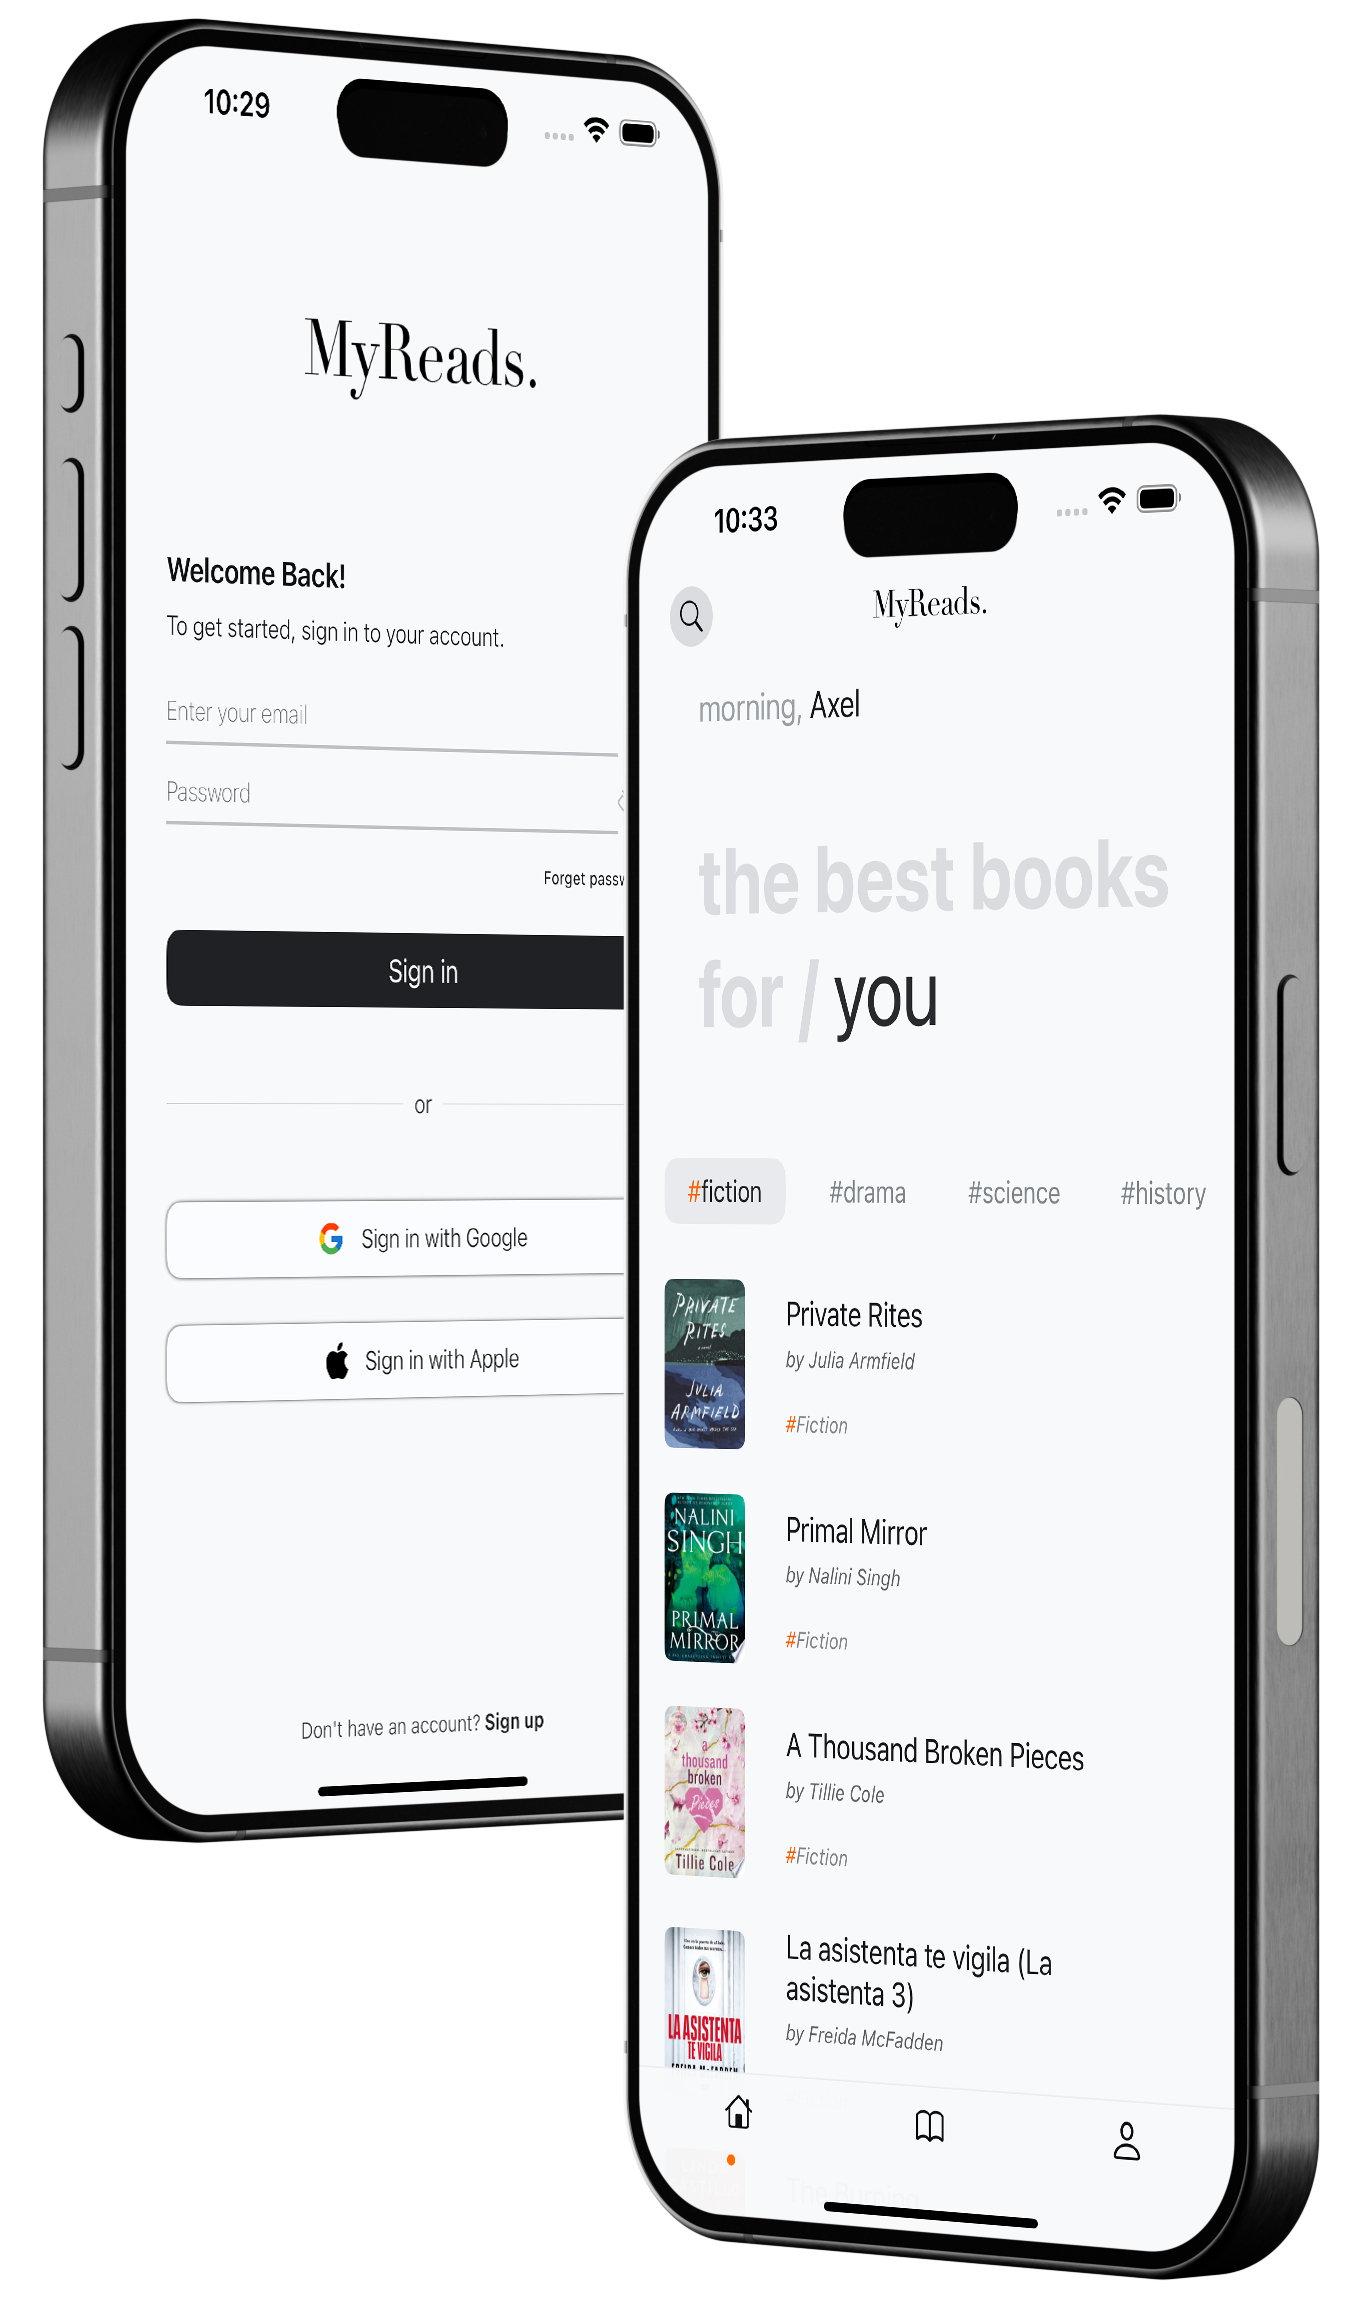 10:29
MyReads.
Welcome Back!
To get started, sign in to your account.
Enter your email
Password
Forget passw
Sign in
or
Sign in with Google
Sign in with Apple
Don't have an account? Sign up
10:33
MyReads.
morning, Axel
the best books
for / you
#fiction #drama #science #history
PRIVATE
RITES
a novel
JULIA
ARMFIELD
Private Rites
by Julia Armfield
#Fiction
NALINI
SINGH
PRIMAL
MIRROR
Primal Mirror
by Nalini Singh
#Fiction
a
thousand
broken
Pieces
Tillie Cole
A Thousand Broken Pieces
by Tillie Cole
#Fiction
LA ASISTENTA
TE VIGILA
FREIDA McFADDEN
La asistenta te vigila (La
asistenta 3)
by Freida McFadden
The Burning